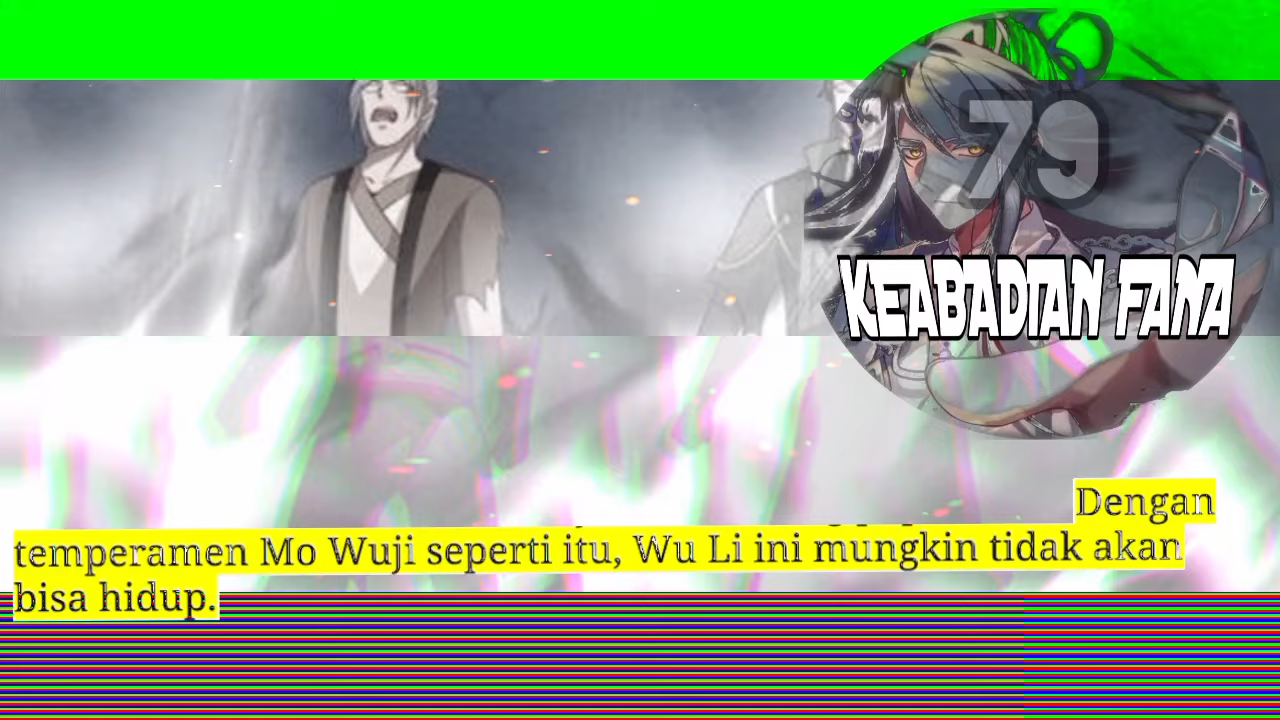 79
KEABADIAN FANA
Dengan
temperamen Mo Wuji seperti itu, Wu Li ini mungkin tidak akan
bisa hidup.